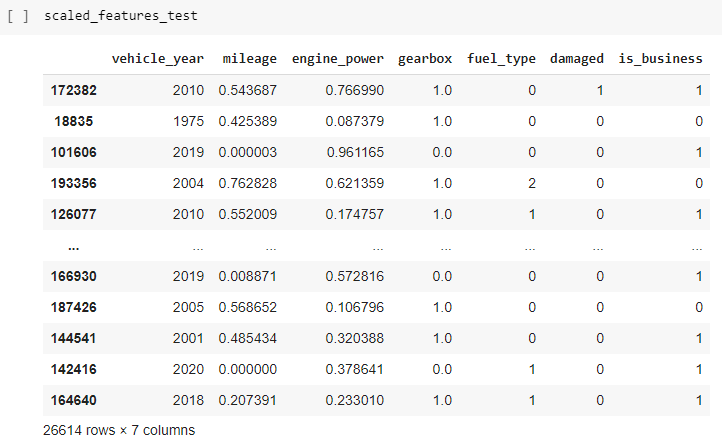 [ ] scaled_features_test
vehicle_year mileage engine_power gearbox fuel_type damaged is_business
172382 2010 0.543687 0.766990 1.0 0 1 1
18835 1975 0.425389 0.087379 1.0 0 0 0
101606 2019 0.000003 0.961165 0.0 0 0 1
193356 2004 0.762828 0.621359 1.0 2 0 0
126077 2010 0.552009 0.174757 1.0 1 0 1
... ... ... ... ... ... ... ...
166930 2019 0.008871 0.572816 0.0 0 0 1
187426 2005 0.568652 0.106796 1.0 0 0 0
144541 2001 0.485434 0.320388 1.0 0 0 1
142416 2020 0.000000 0.378641 0.0 1 0 1
164640 2018 0.207391 0.233010 1.0 1 0 1
26614 rows × 7 columns